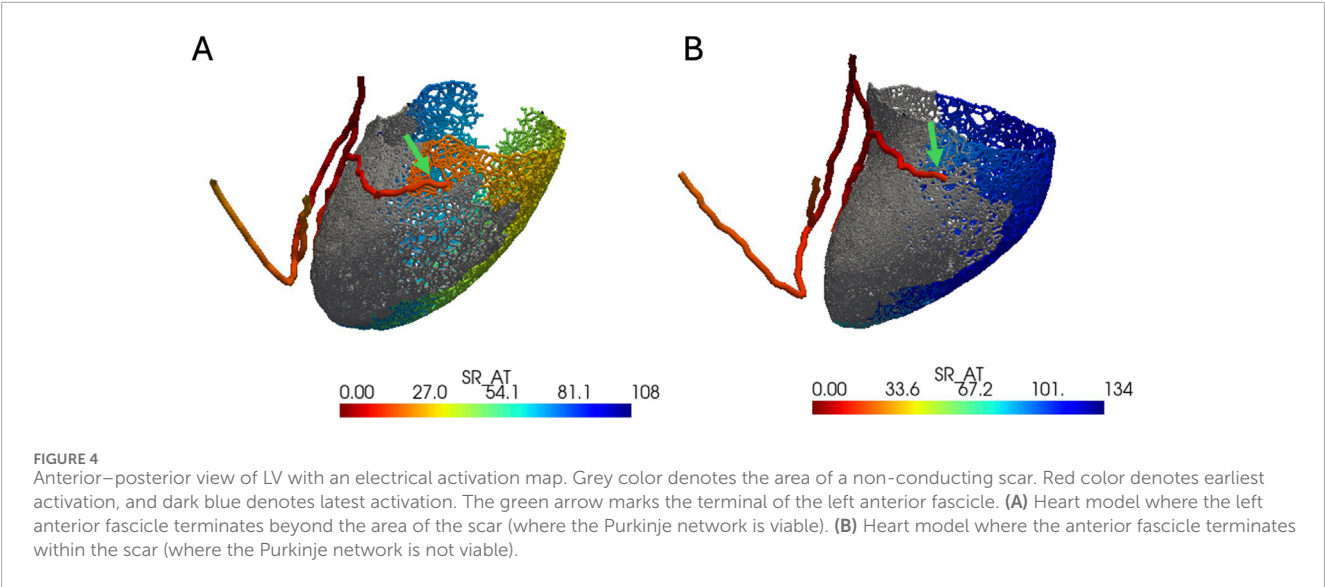 A
B
SR_AT
0.00 27.0 54.1 81.1 108
SR_AT
0.00 33.6 67.2 101. 134
FIGURE 4
Anterior–posterior view of LV with an electrical activation map. Grey color denotes the area of a non-conducting scar. Red color denotes earliest
activation, and dark blue denotes latest activation. The green arrow marks the terminal of the left anterior fascicle. (A) Heart model where the left
anterior fascicle terminates beyond the area of the scar (where the Purkinje network is viable). (B) Heart model where the anterior fascicle terminates
within the scar (where the Purkinje network is not viable).